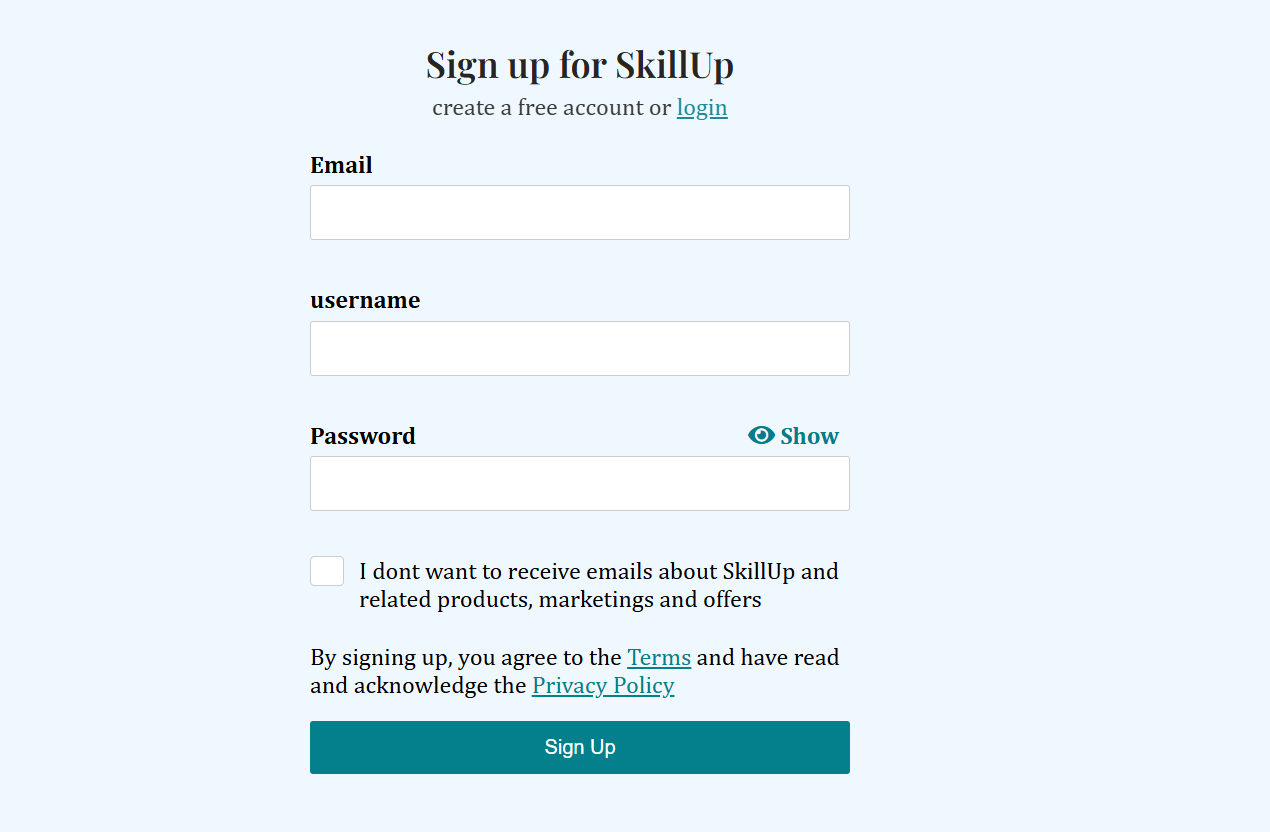 Sign up for SkillUp
create a free account or login
Email
username
Password
Show
I dont want to receive emails about SkillUp and
related products, marketings and offers
By signing up, you agree to the Terms and have read
and acknowledge the Privacy Policy
Sign Up